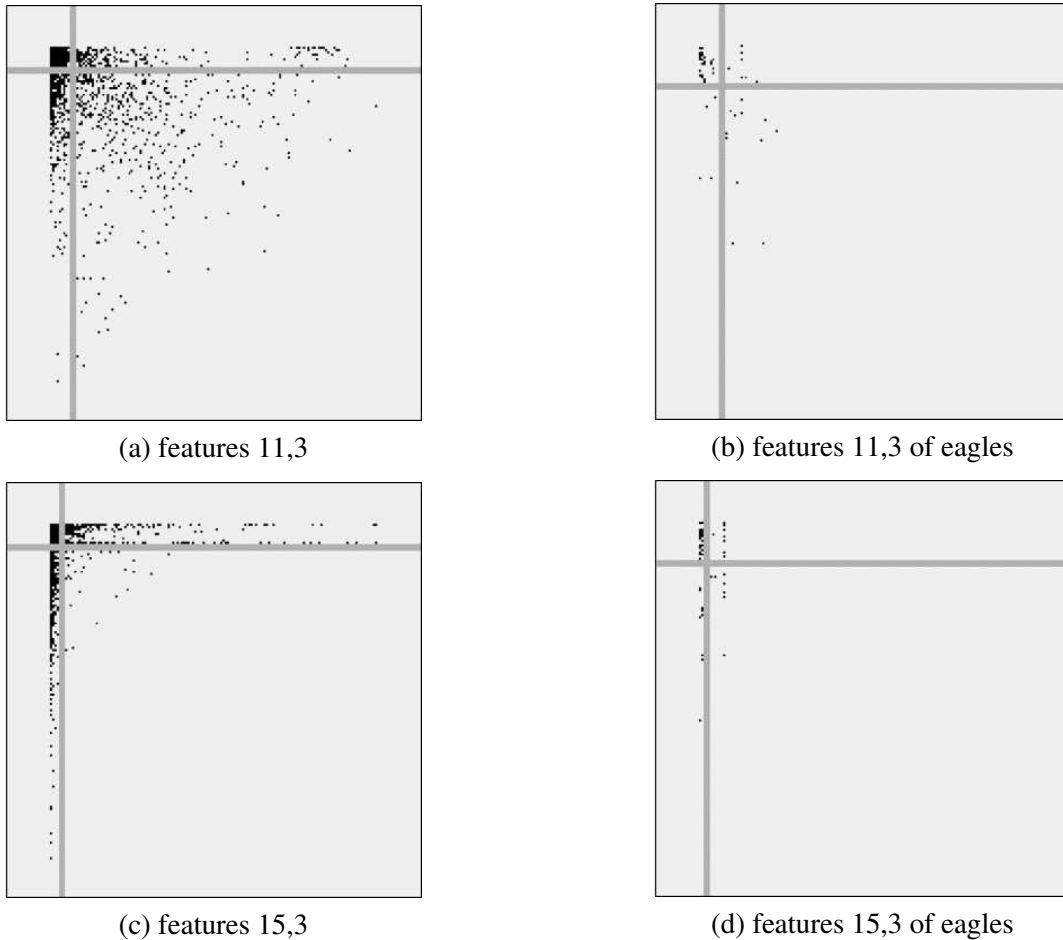 (a) features 11,3
(b) features 11,3 of eagles
(c) features 15,3
(d) features 15,3 of eagles